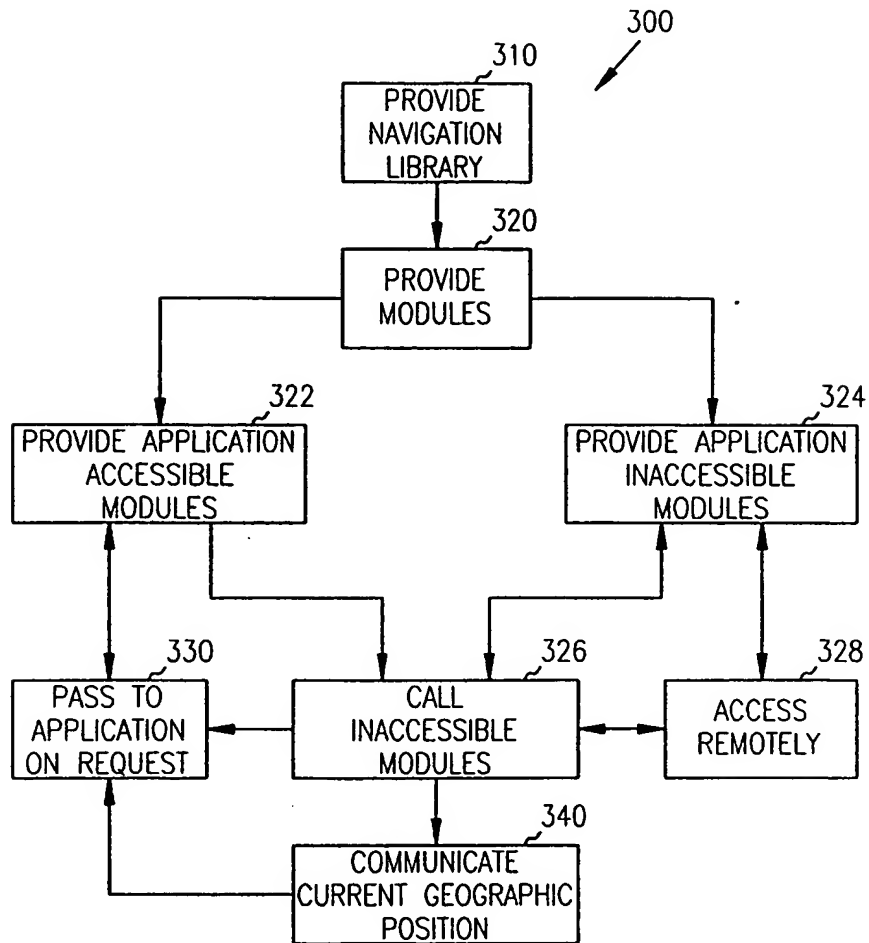 300
310
PROVIDE
NAVIGATION
LIBRARY
320
PROVIDE
MODULES
322
PROVIDE APPLICATION
ACCESSIBLE
MODULES
324
PROVIDE APPLICATION
INACCESSIBLE
MODULES
330
PASS TO
APPLICATION
ON REQUEST
326
CALL
INACCESSIBLE
MODULES
328
ACCESS
REMOTELY
340
COMMUNICATE
CURRENT GEOGRAPHIC
POSITION